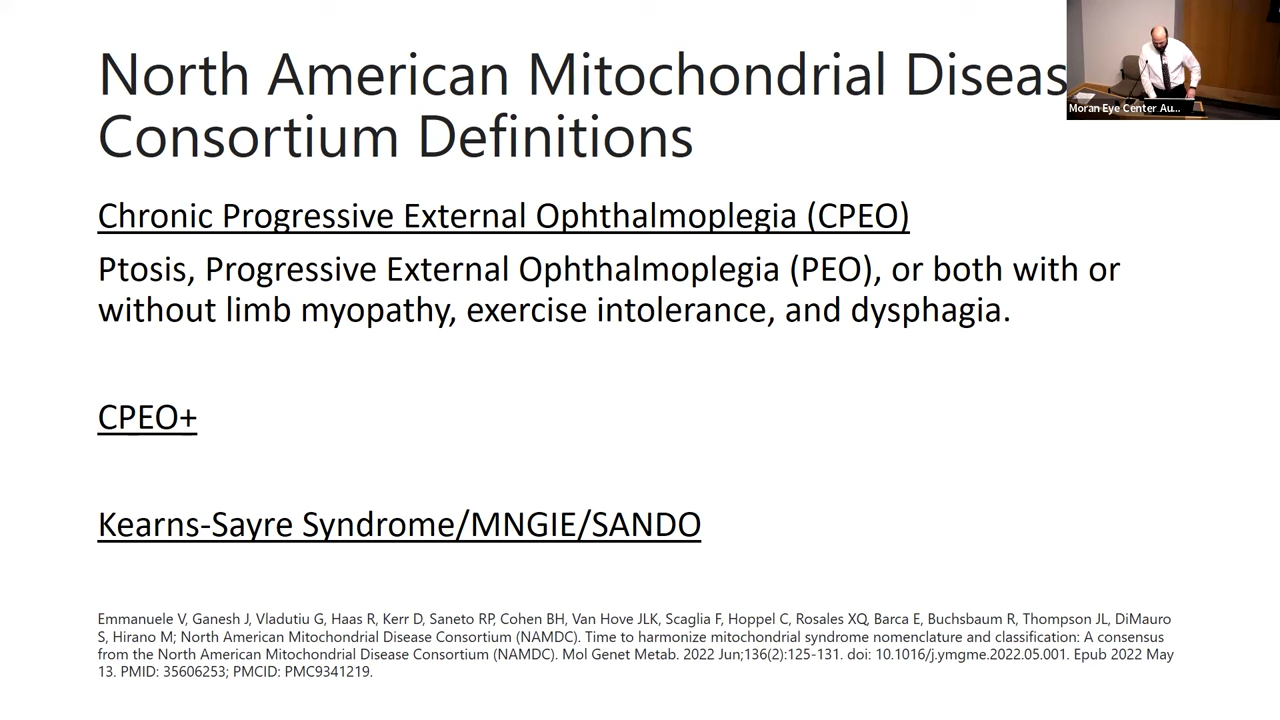 North American Mitochondrial Diseas
Consortium Definitions
Moran Eye Center Au...
Chronic Progressive External Ophthalmoplegia (CPEO)
Ptosis, Progressive External Ophthalmoplegia (PEO), or both with or
without limb myopathy, exercise intolerance, and dysphagia.
CPEO+
Kearns-Sayre Syndrome/MNGIE/SANDO
Emmanuele V, Ganesh J, Vladutiu G, Haas R, Kerr D, Saneto RP, Cohen BH, Van Hove JLK, Scaglia F, Hoppel C, Rosales XQ, Barca E, Buchsbaum R, Thompson JL, DiMauro
S, Hirano M; North American Mitochondrial Disease Consortium (NAMDC). Time to harmonize mitochondrial syndrome nomenclature and classification: A consensus
from the North American Mitochondrial Disease Consortium (NAMDC). Mol Genet Metab. 2022 Jun;136(2):125-131. doi: 10.1016/j.ymgme.2022.05.001. Epub 2022 May
13. PMID: 35606253; PMCID: PMC9341219.